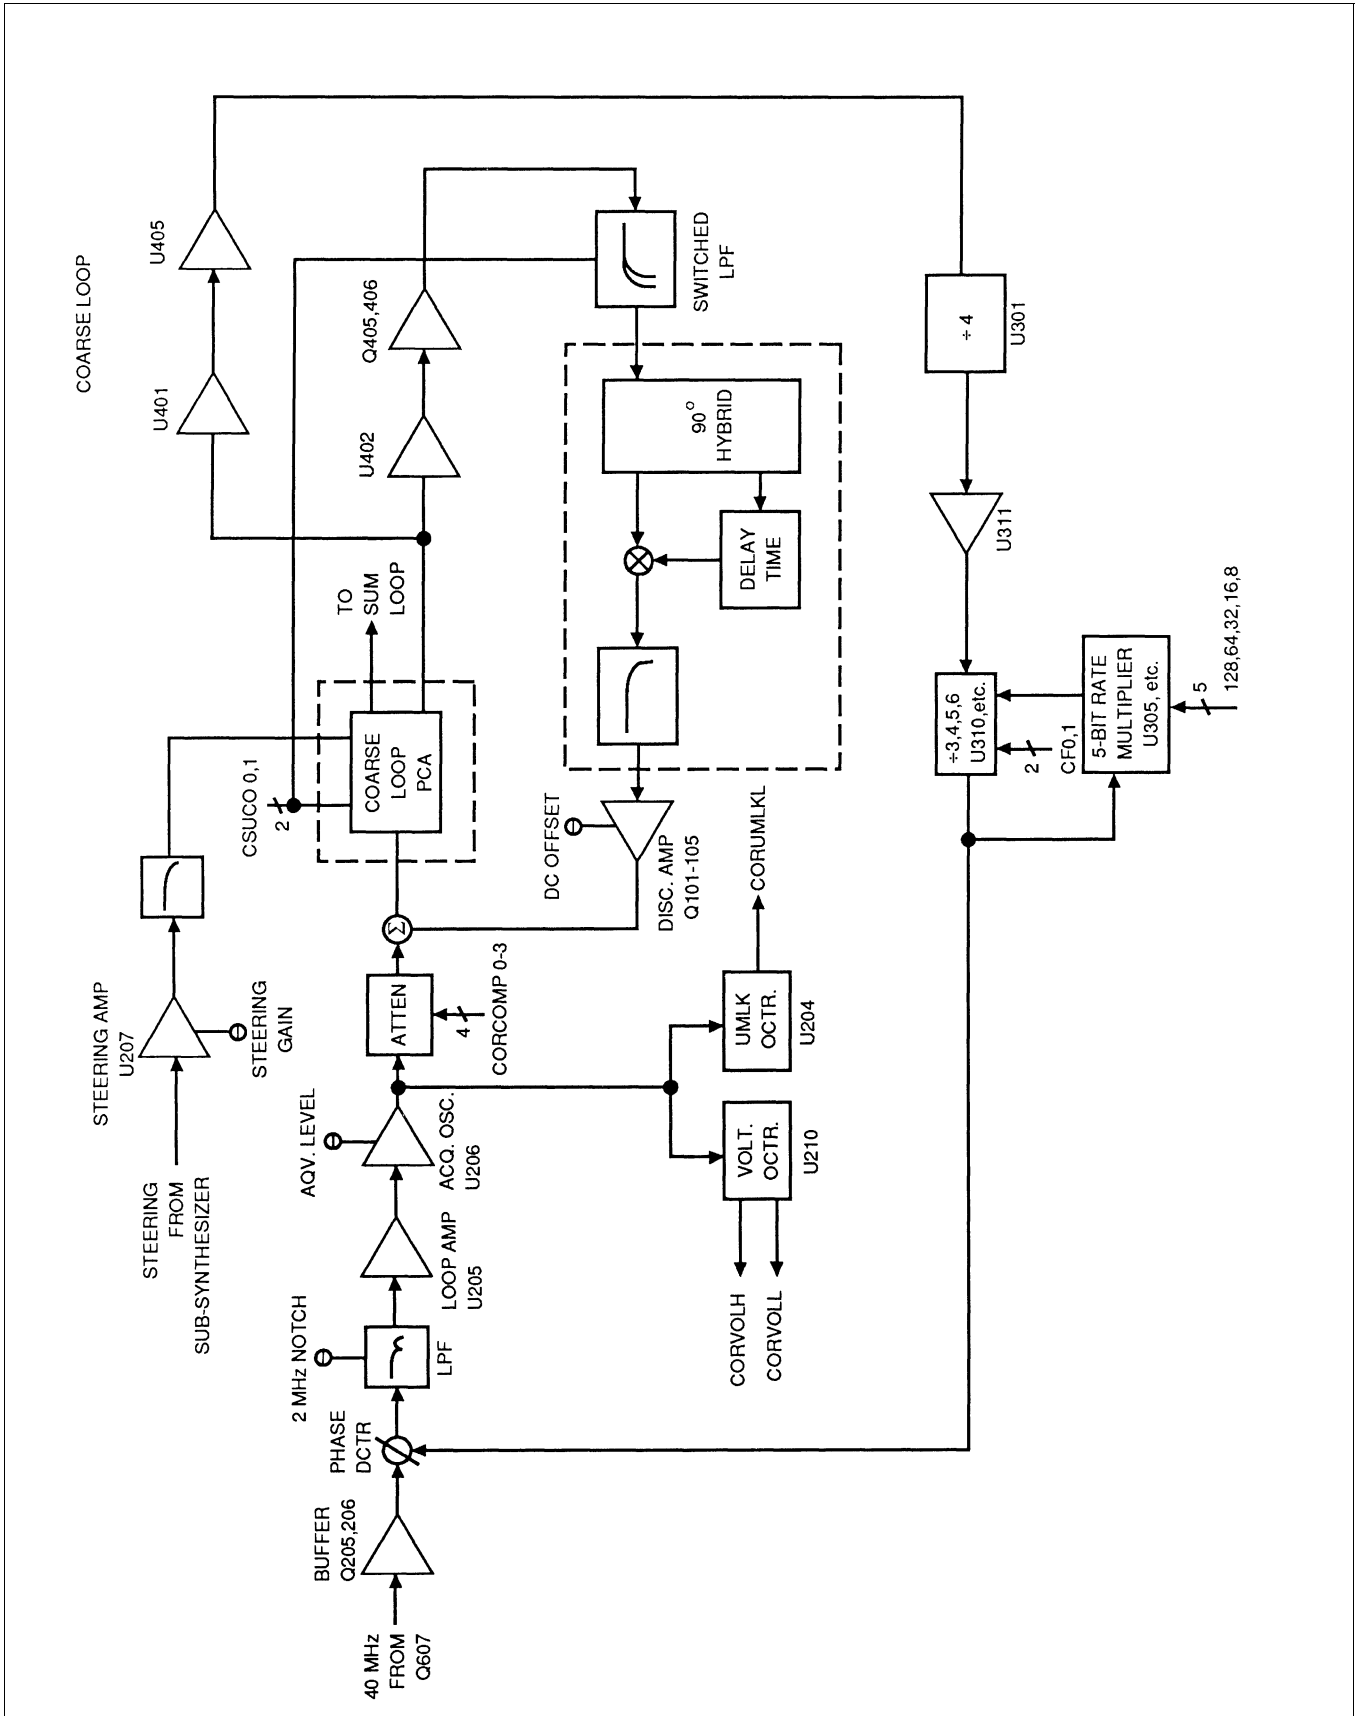 COARSE LOOP
U405
U401
Q405,406
U402
SWITCHED
LPF
÷ 4
U301
90°
HYBRID
DELAY
TIME
U311
TO
SUM
LOOP
COARSE
LOOP
PCA
CSUCO 0,1
2
÷3,4,5,6
U310,etc.
2
CF0,1
5-BIT RATE
MULTIPLIER
U305, etc.
5
128,64,32,16,8
DC OFFSET
DISC. AMP
Q101-105
CORUMLKL
Σ
STEERING AMP
U207
STEERING
GAIN
ATTEN
4
CORCOMP 0-3
UMLK
OCTR.
U204
STEERING
FROM
SUB-SYNTHESIZER
AQV. LEVEL
ACQ. OSC.
U206
VOLT.
OCTR.
U210
LOOP AMP
U205
CORVOLH
CORVOLL
2 MHz NOTCH
LPF
PHASE
DCTR
BUFFER
Q205,206
40 MHz
FROM
Q607